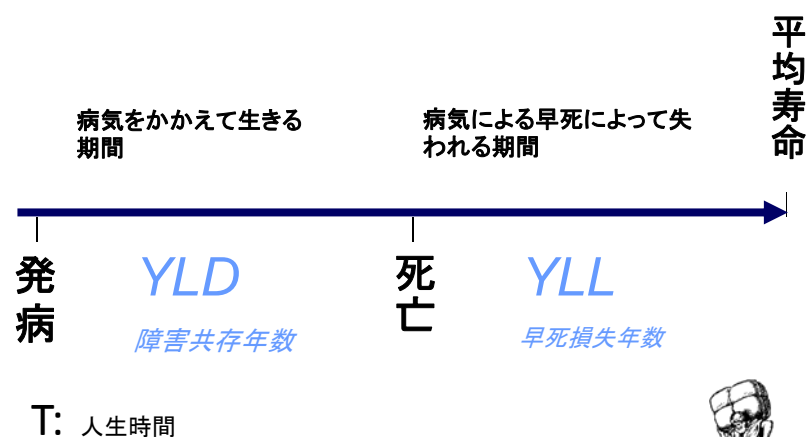 平均寿命
病気をかかえて生きる
期間
病気による早死によって失
われる期間
発病
YLD
障害共存年数
死亡
YLL
早死損失年数
T: 人生時間